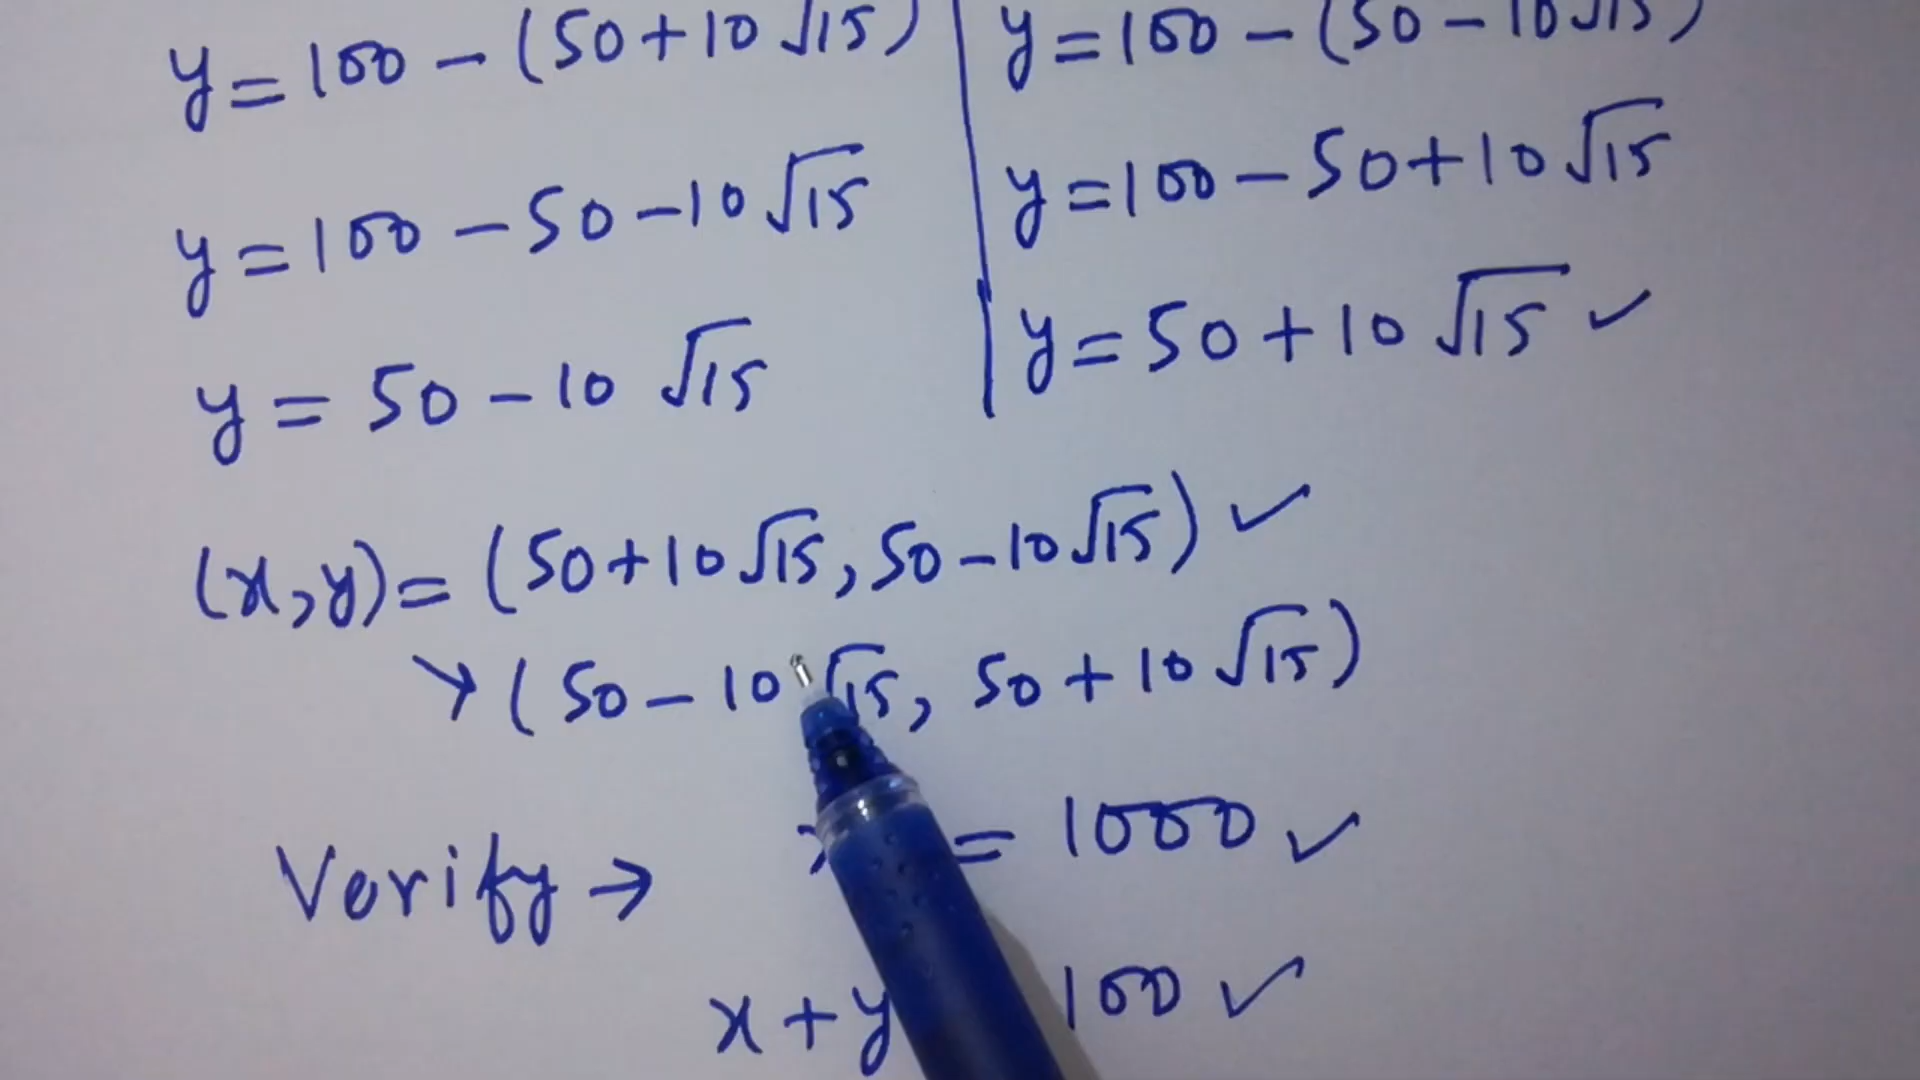 y = 100 - (50 + 10√15) | y = 100 - (50 - 10√15)
y = 100 - 50 - 10√15 | y = 100 - 50 + 10√15
y = 50 - 10√15 | y = 50 + 10√15 ✓
(x, y) = (50 + 10√15, 50 - 10√15) ✓
> (50 - 10√15, 50 + 10√15)
Verify → = 1000 ✓
x + y 100 ✓